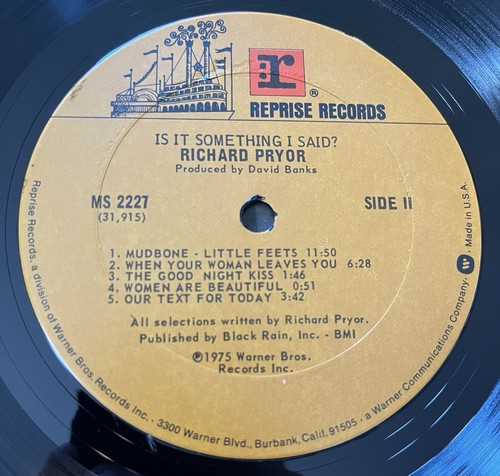 r
®
REPRISE RECORDS
IS IT SOMETHING I SAID?
RICHARD PRYOR
Produced by David Banks
MS 2227
(31,915)
SIDE II
1. MUDBONE - LITTLE FEETS 11:50
2. WHEN YOUR WOMAN LEAVES YOU 6:28
3. THE GOOD NIGHT KISS 1:46
4. WOMEN ARE BEAUTIFUL 0:51
5. OUR TEXT FOR TODAY 3:42
All selections written by Richard Pryor.
Published by Black Rain, Inc. - BMI
℗1975 Warner Bros.
Records Inc.
Reprise Records, a division of Warner Bros. Records Inc. · 3300 Warner Blvd., Burbank, Calif. 91505 - a Warner Communications Company · W · Made in U.S.A.